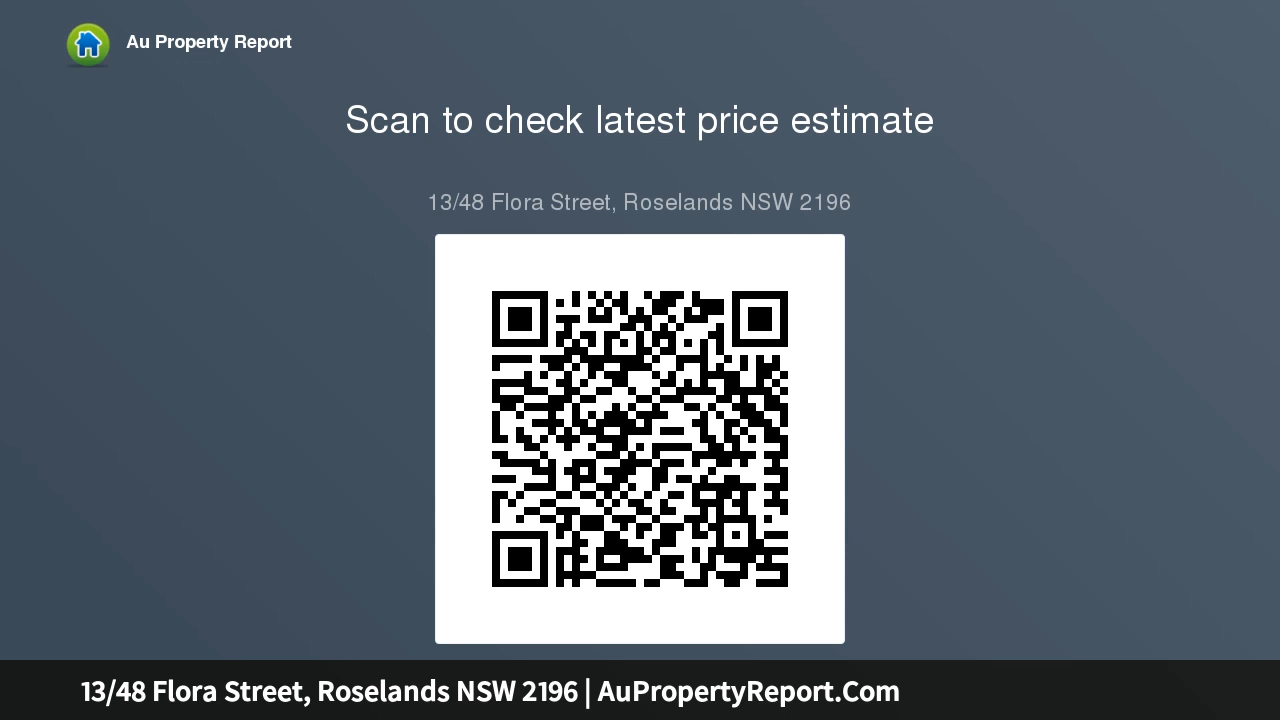 Au Property Report
Scan to check latest price estimate
13/48 Flora Street, Roselands NSW 2196
13/48 Flora Street, Roselands NSW 2196 | AuPropertyReport.Com